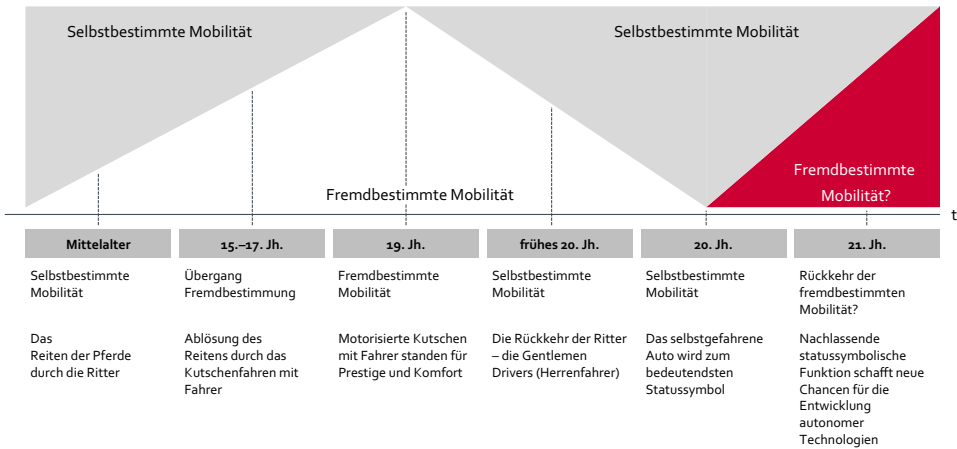 Selbstbestimmte Mobilität
Selbstbestimmte Mobilität
Fremdbestimmte
Mobilität?
Fremdbestimmte Mobilität
t
Mittelalter
15.–17. Jh.
19. Jh.
frühes 20. Jh.
20. Jh.
21. Jh.
Selbstbestimmte
Mobilität
Das
Reiten der Pferde
durch die Ritter
Übergang
Fremdbestimmung
Ablösung des
Reitens durch das
Kutschenfahren mit
Fahrer
Fremdbestimmte
Mobilität
Motorisierte Kutschen
mit Fahrer standen für
Prestige und Komfort
Selbstbestimmte
Mobilität
Die Rückkehr der Ritter
– die Gentlemen
Drivers (Herrenfahrer)
Selbstbestimmte
Mobilität
Das selbstgefahrene
Auto wird zum
bedeutendsten
Statussymbol
Rückkehr der
fremdbestimmten
Mobilität?
Nachlassende
statussymbolische
Funktion schafft neue
Chancen für die
Entwicklung
autonomer
Technologien